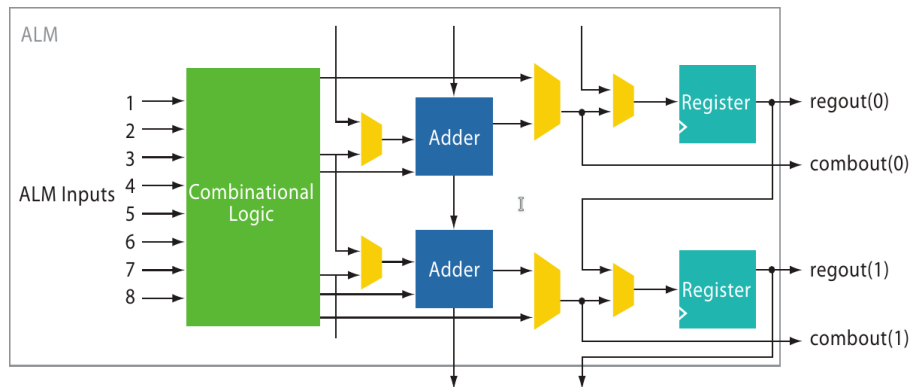 ALM
1
2
3
ALM Inputs
4
5
6
7
8
Combinational
Logic
Adder
Adder
Register
Register
regout(0)
combout(0)
regout(1)
combout(1)